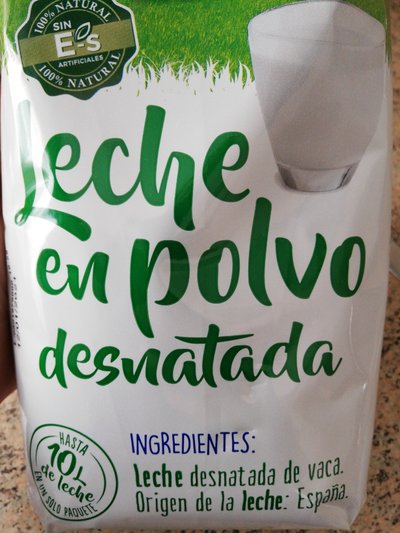 100% NATURAL
SIN
E-s
ARTIFICIALES
100% NATURAL
Leche
en polvo
desnatada
HASTA
10L
de leche
EN UN SOLO PAQUETE
INGREDIENTES:
Leche desnatada de vaca.
Origen de la leche: España.